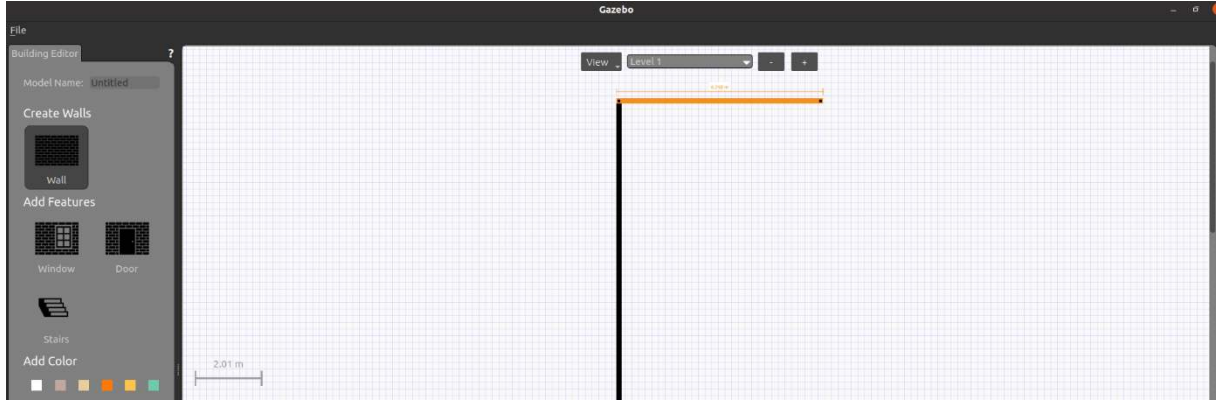 Gazebo
File
Building Editor
?
View
Level 1
-
+
Model Name: Untitled
Create Walls
Wall
Add Features
Window
Door
Stairs
Add Color
2.01 m